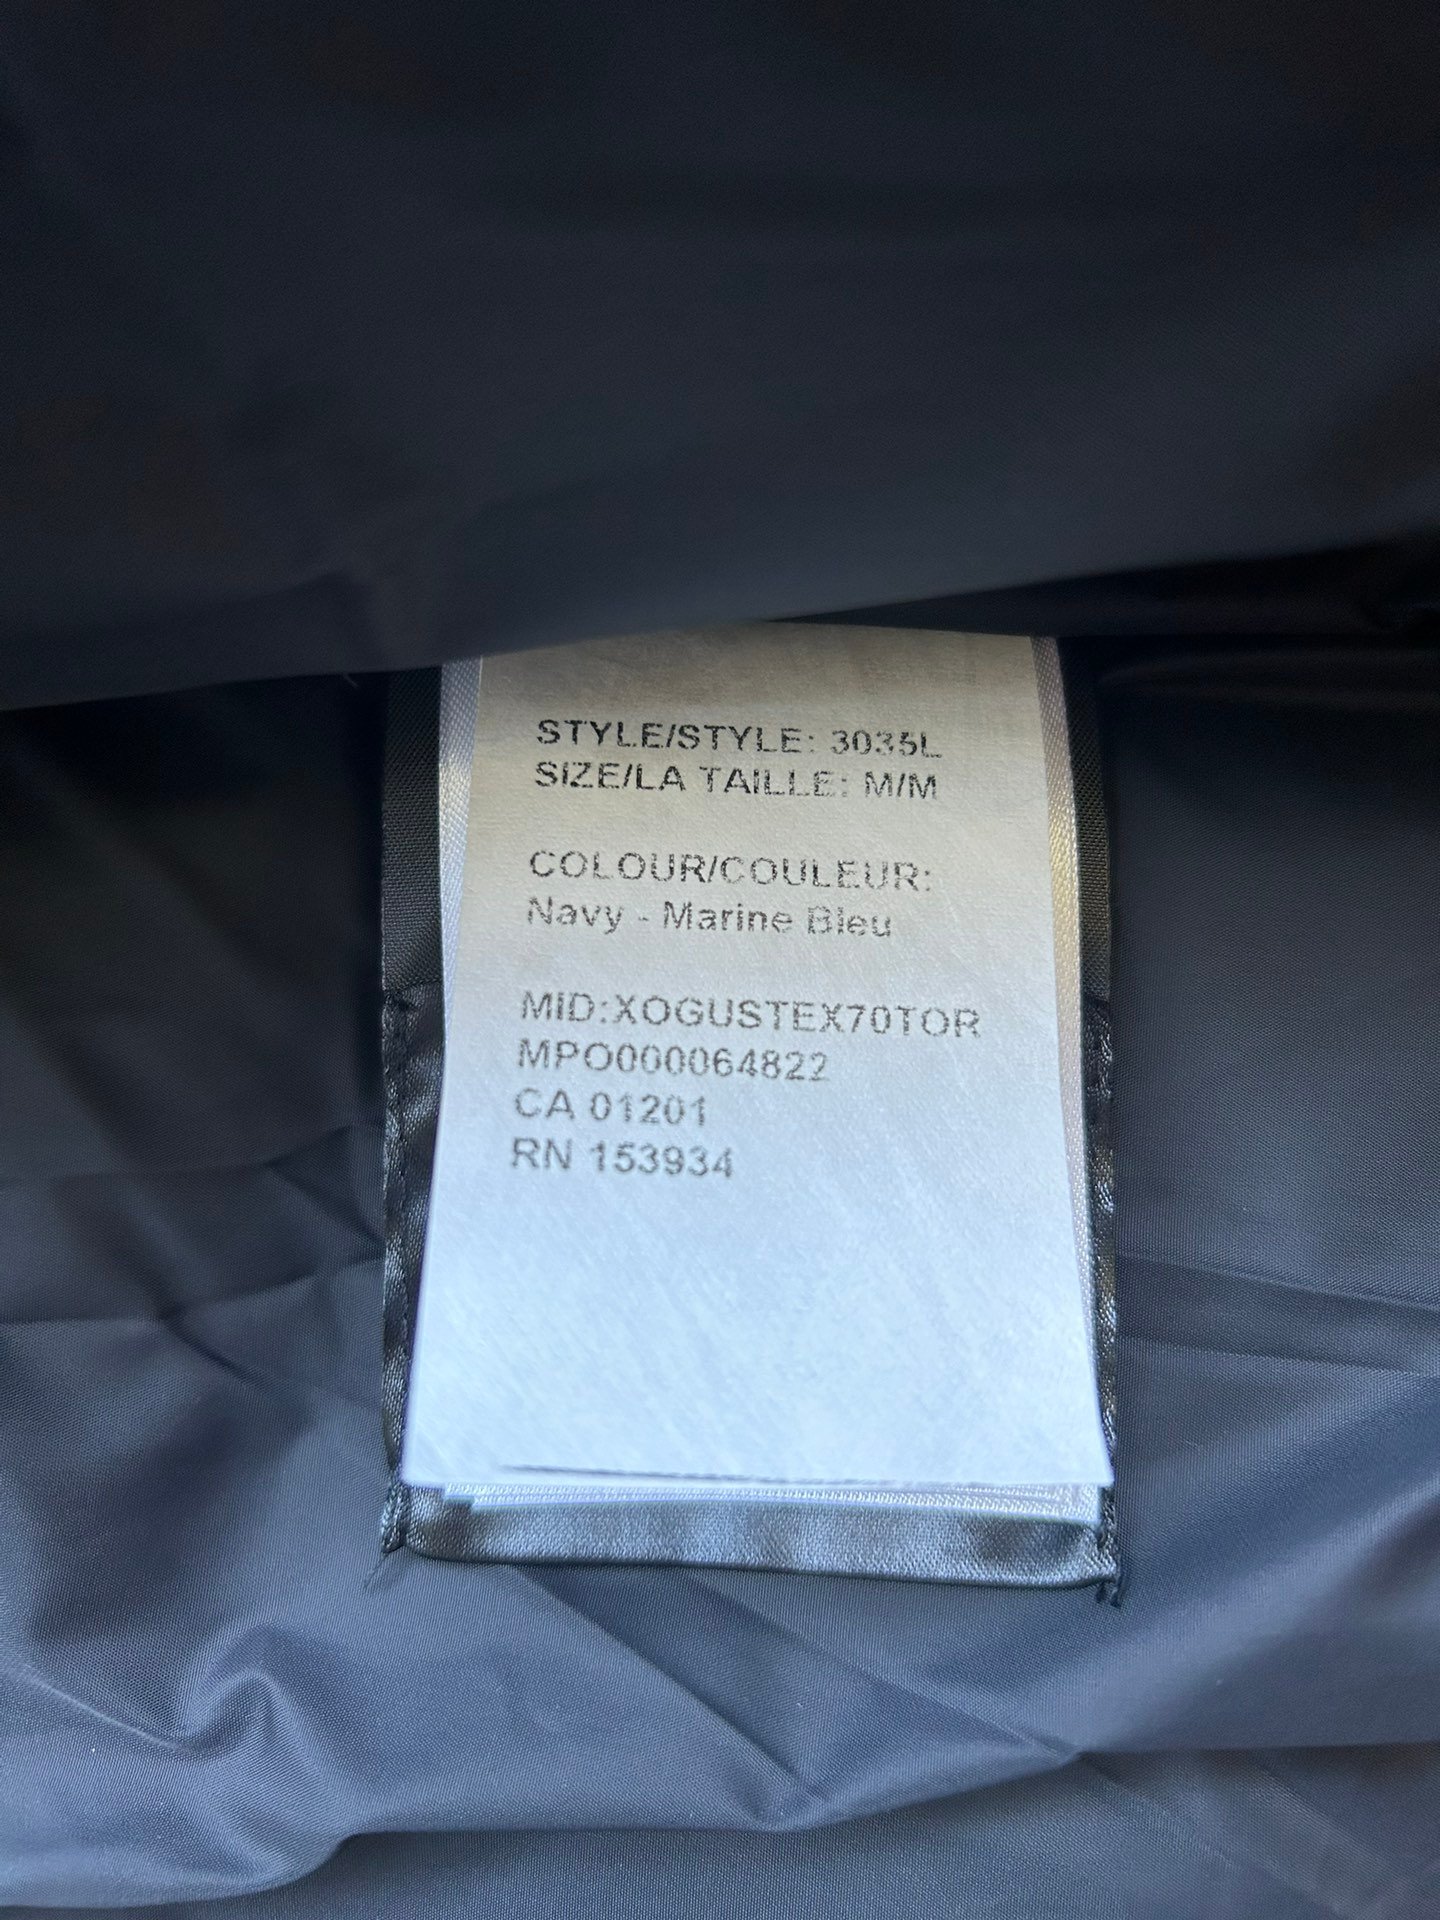 STYLE/STYLE: 3035L
SIZE/LA TAILLE: M/M
COLOUR/COULEUR:
Navy - Marine Bleu
MID:XOGUSTEX70TOR
MPO000064822
CA 01201
RN 153934